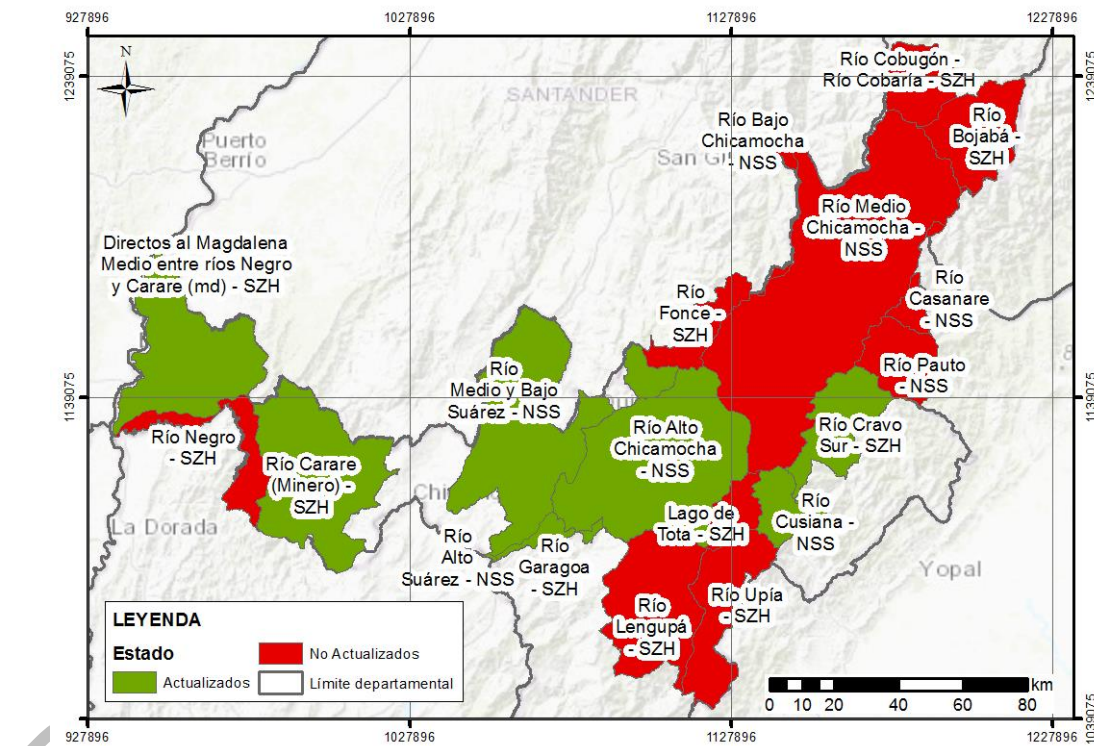 927896
1027896
1127896
1227896
1239075
1239075
N
Río Cobugón -
Río Cobaría - SZH
SANTANDER
Puerto
Berrío
Río Bajo
Chicamocha
- NSS
San Gil
Río
Bojabá -
SZH
Río Medio
Chicamocha -
NSS
Directos al Magdalena
Medio entre ríos Negro
y Carare (md) - SZH
Río
Casanare
- NSS
Río
Fonce -
SZH
Río Pauto
- NSS
Río
Medio y Bajo
Suárez - NSS
1139075
1139075
Río Negro
- SZH
Río Alto
Chicamocha
- NSS
Río Cravo
Sur - SZH
Río Carare
(Minero) -
SZH
La Dorada
Lago de
Tota - SZH
Río
Cusiana -
NSS
Río
Alto
Suárez - NSS
Río
Garagoa
- SZH
Yopal
Río Upía
- SZH
Río
Lengupá
- SZH
LEYENDA
Estado
No Actualizados
Actualizados
Límite departamental
km
0 10 20 40 60 80
1039075
927896
1027896
1127896
1227896